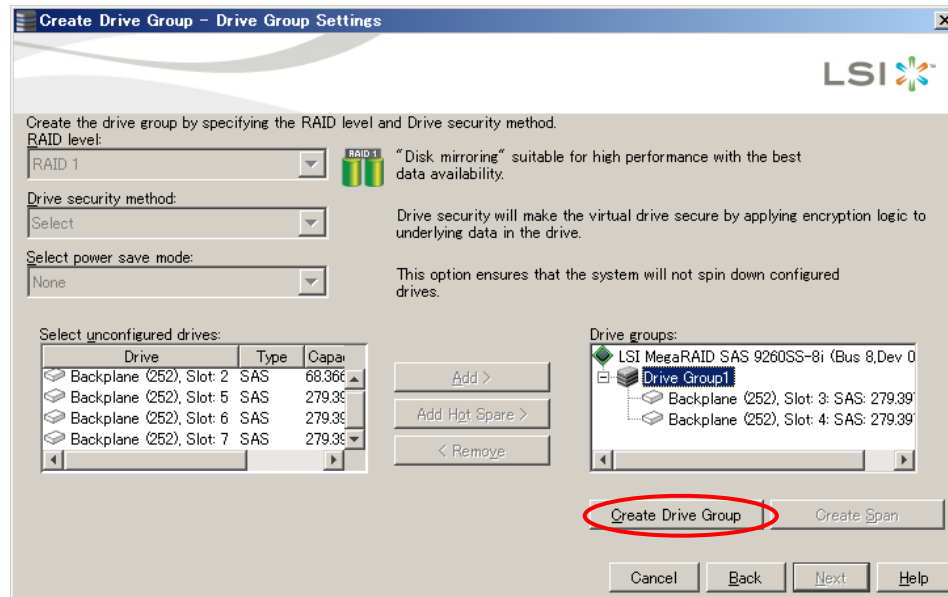 Create Drive Group - Drive Group Settings
LSI
Create the drive group by specifying the RAID level and Drive security method.
RAID level:
RAID 1
RAID 1
"Disk mirroring" suitable for high performance with the best
data availability.
Drive security method:
Select
Drive security will make the virtual drive secure by applying encryption logic to
underlying data in the drive.
Select power save mode:
None
This option ensures that the system will not spin down configured
drives.
Select unconfigured drives:
Drive Type Capa
Backplane (252), Slot: 2 SAS 68.366
Backplane (252), Slot: 5 SAS 279.39
Backplane (252), Slot: 6 SAS 279.39
Backplane (252), Slot: 7 SAS 279.39
Add >
Add Hot Spare >
< Remove
Drive groups:
LSI MegaRAID SAS 9260SS-8i (Bus 8,Dev 0
Drive Group1
Backplane (252), Slot: 3: SAS: 279.39
Backplane (252), Slot: 4: SAS: 279.39
Create Drive Group
Create Span
Cancel
Back
Next
Help